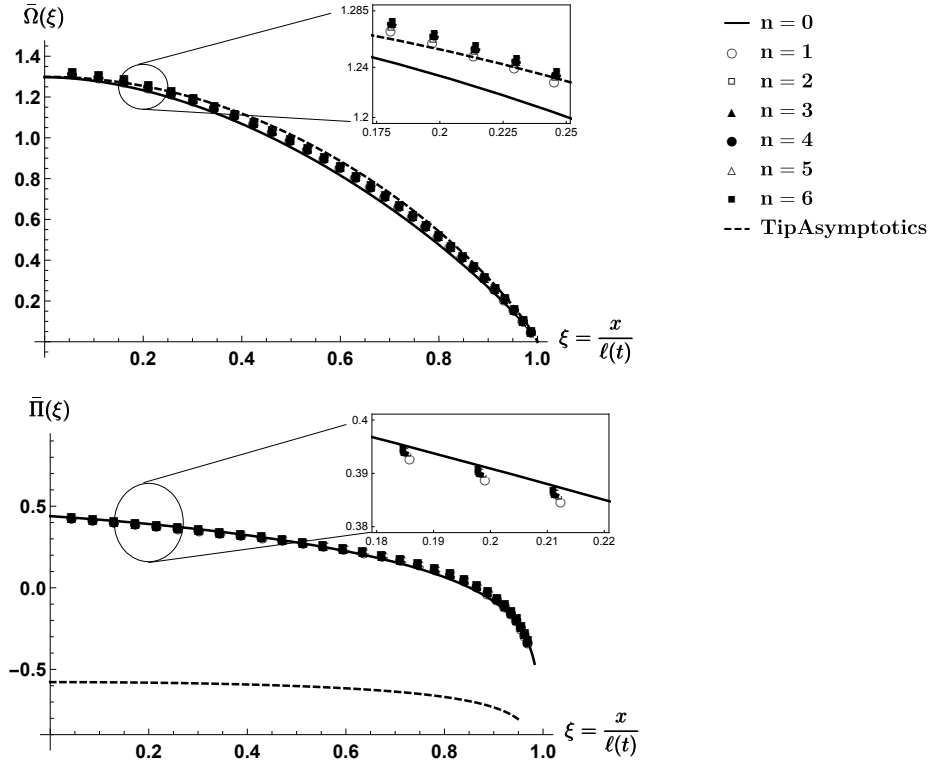 Ω̄(ξ)
1.4
1.2
1.0
0.8
0.6
0.4
0.2
0.2 0.4 0.6 0.8 1.0
ξ = x/ℓ(t)
1.285
1.24
1.2
0.175 0.2 0.225 0.25
n = 0
n = 1
n = 2
n = 3
n = 4
n = 5
n = 6
TipAsymptotics
Π̄(ξ)
0.5
0.0
−0.5
0.2 0.4 0.6 0.8 1.0
ξ = x/ℓ(t)
0.4
0.39
0.38
0.18 0.19 0.2 0.21 0.22